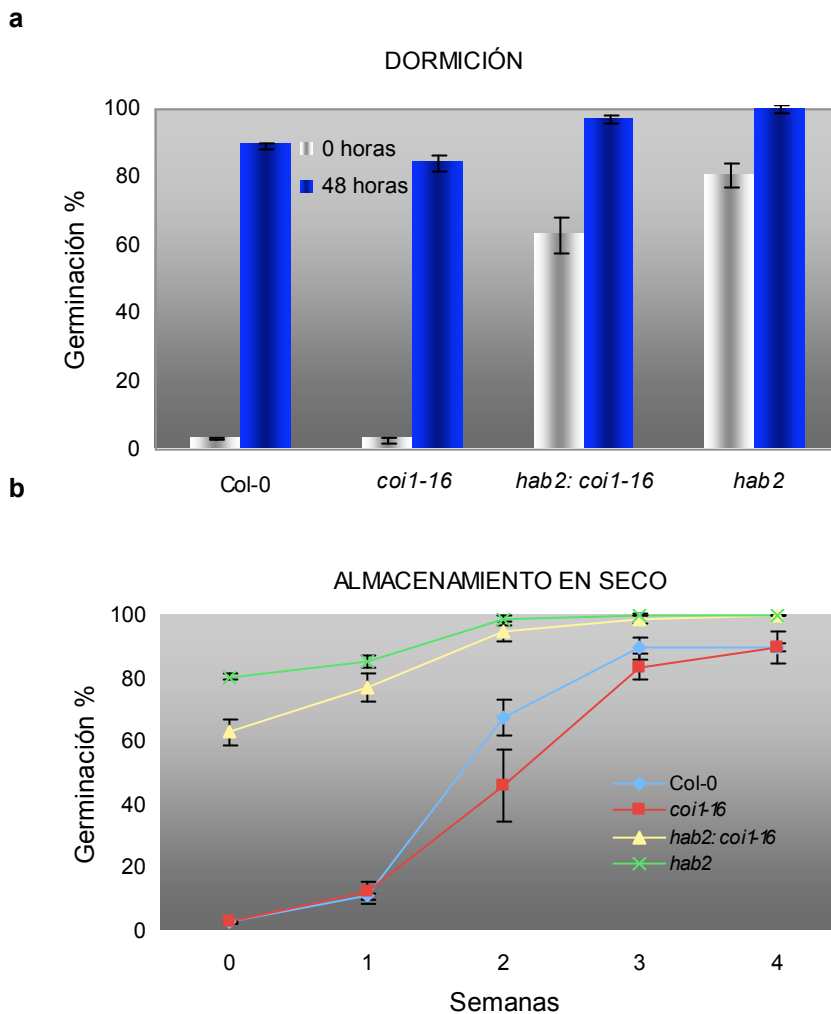 a
DORMICIÓN
100
80
60
40
20
0
Germinación %
0 horas
48 horas
Col-0
coi1-16
hab2: coi1-16
hab2
b
ALMACENAMIENTO EN SECO
100
80
60
40
20
0
Germinación %
Col-0
coi1-16
hab2: coi1-16
hab2
0 1 2 3 4
Semanas